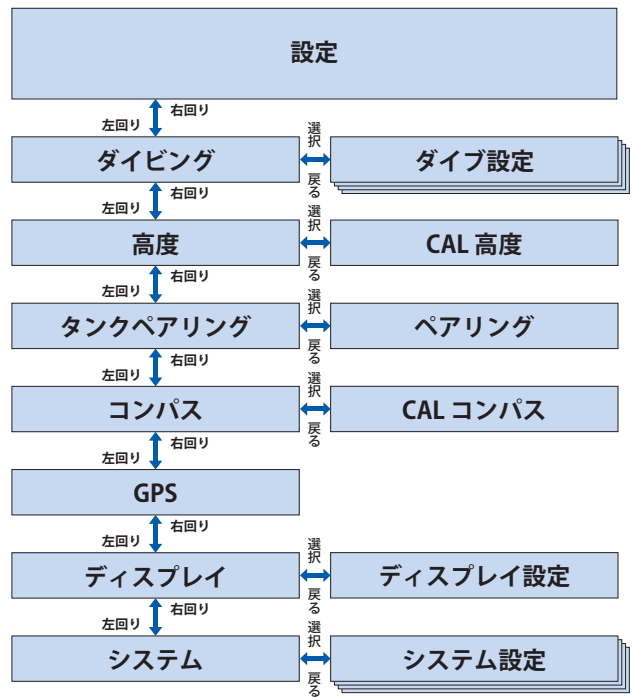 設定
右回り
左回り
ダイビング
選択
戻る
ダイブ設定
右回り
左回り
高度
選択
戻る
CAL 高度
右回り
左回り
タンクペアリング
選択
戻る
ペアリング
右回り
左回り
コンパス
選択
戻る
CAL コンパス
右回り
左回り
GPS
右回り
左回り
ディスプレイ
選択
戻る
ディスプレイ設定
右回り
左回り
システム
選択
戻る
システム設定